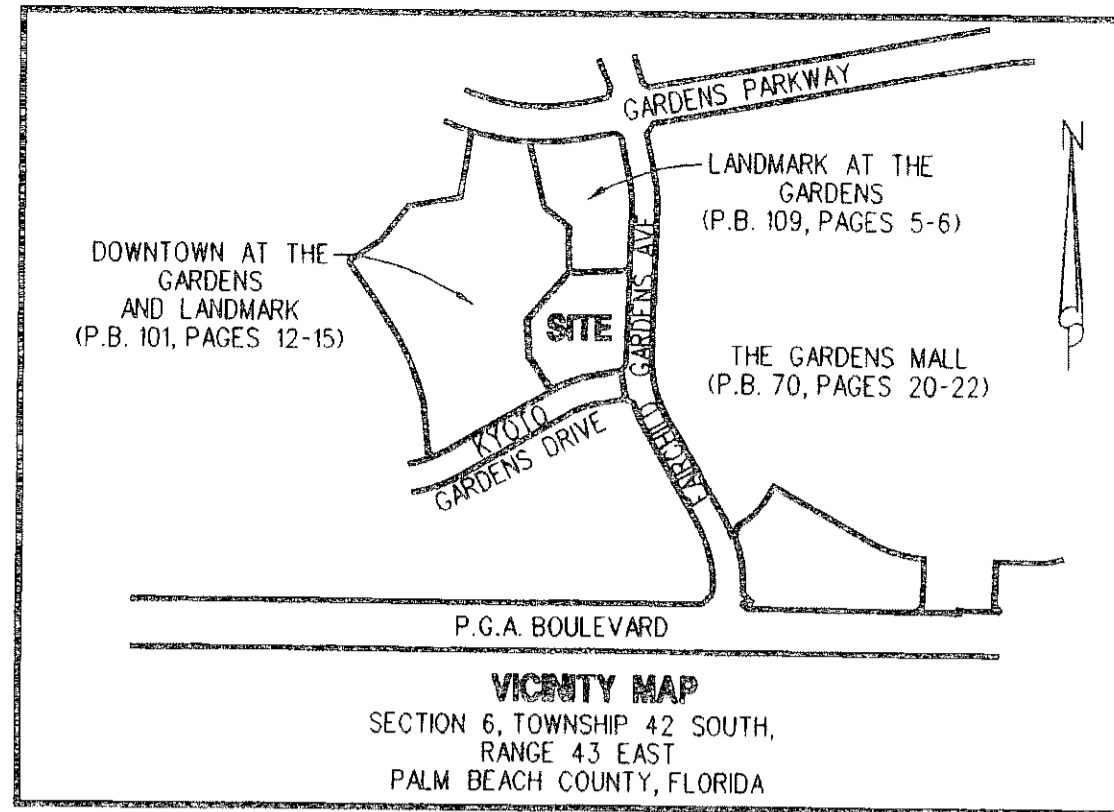 GARDENS PARKWAY
N
LANDMARK AT THE
GARDENS
(P.B. 109, PAGES 5-6)
DOWNTOWN AT THE
GARDENS
AND LANDMARK
(P.B. 101, PAGES 12-15)
SITE
FAIRCHILD GARDENS AVE
THE GARDENS MALL
(P.B. 70, PAGES 20-22)
KYOTO
GARDENS DRIVE
P.G.A. BOULEVARD
VICINITY MAP
SECTION 6, TOWNSHIP 42 SOUTH,
RANGE 43 EAST
PALM BEACH COUNTY, FLORIDA